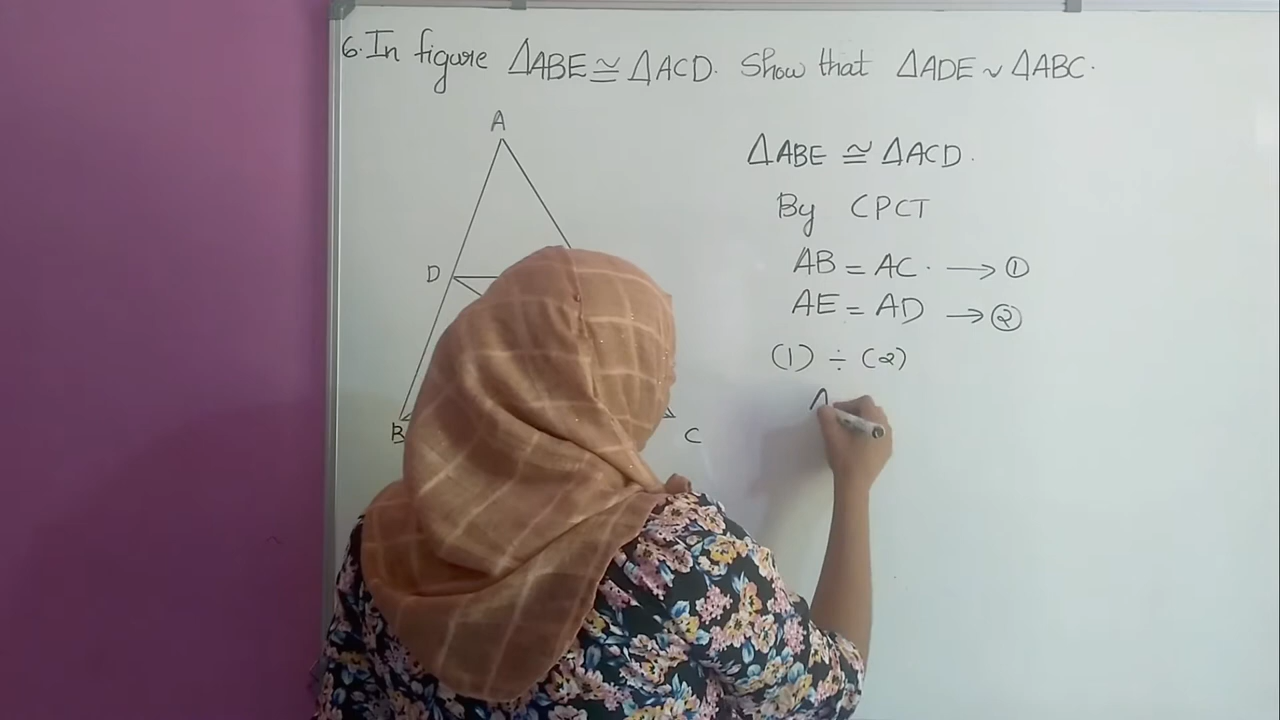 6. In figure ΔABE ≅ ΔACD. Show that ΔADE ~ ΔABC.
A
D
B
C
ΔABE ≅ ΔACD.
By CPCT
AB = AC. → ①
AE = AD → ②
(1) ÷ (2)
A